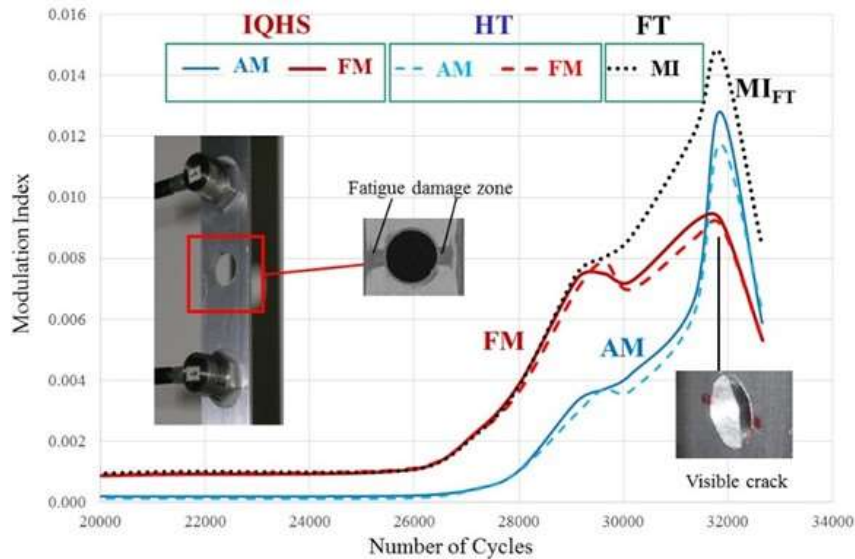 IQHS HT FT
AM FM AM FM MI
0.016
0.014
0.012
0.010
0.008
0.006
0.004
0.002
0.000
Modulation Index
MI_FT
Fatigue damage zone
FM
AM
Visible crack
20000 22000 24000 26000 28000 30000 32000 34000
Number of Cycles